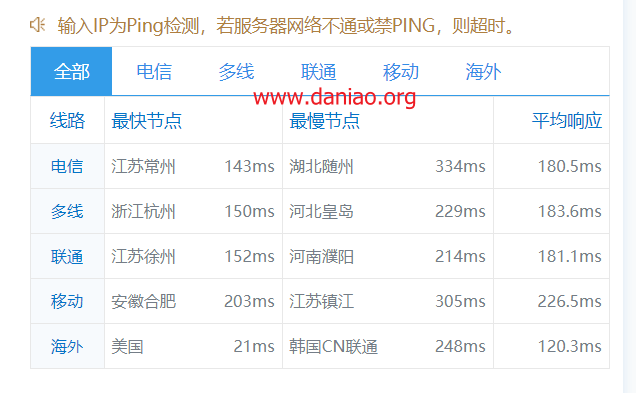 输入IP为Ping检测，若服务器网络不通或禁PING，则超时。
全部 电信 多线 联通 移动 海外
www.daniao.org
线路 最快节点 最慢节点 平均响应
电信 江苏常州 143ms 湖北随州 334ms 180.5ms
多线 浙江杭州 150ms 河北皇岛 229ms 183.6ms
联通 江苏徐州 152ms 河南濮阳 214ms 181.1ms
移动 安徽合肥 203ms 江苏镇江 305ms 226.5ms
海外 美国 21ms 韩国CN联通 248ms 120.3ms